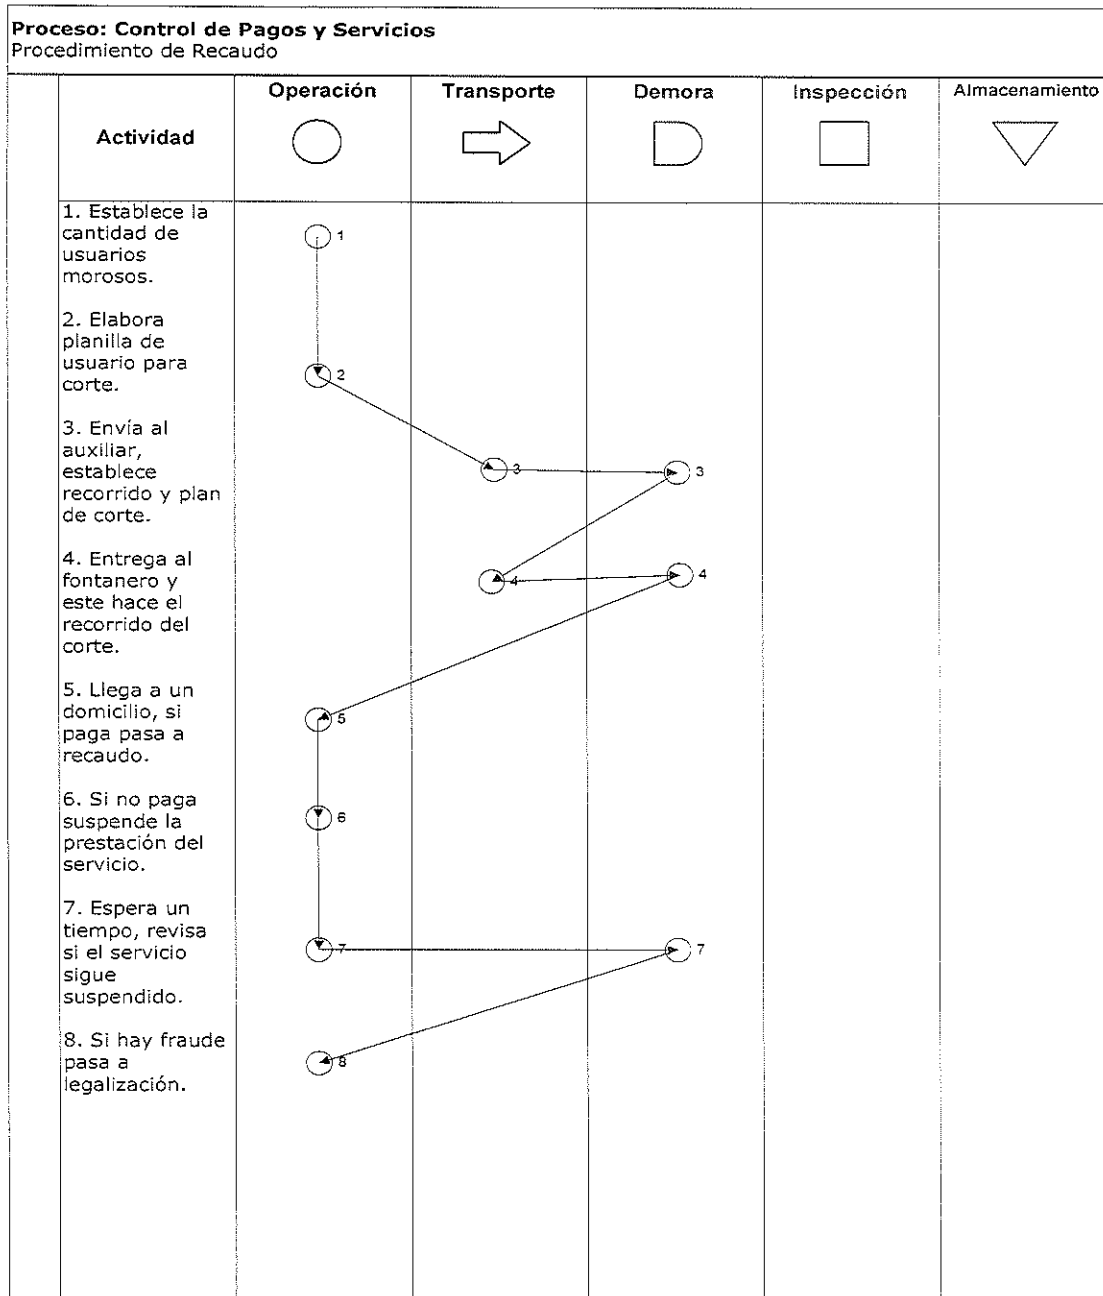 Proceso: Control de Pagos y Servicios
Procedimiento de Recaudo
Actividad
Operación
Transporte
Demora
Inspección
Almacenamiento
1. Establece la
cantidad de
usuarios
morosos.
1
2. Elabora
planilla de
usuario para
corte.
2
3. Envía al
auxiliar,
establece
recorrido y plan
de corte.
3
3
4. Entrega al
fontanero y
este hace el
recorrido del
corte.
4
4
5. Llega a un
domicilio, si
paga pasa a
recaudo.
5
6. Si no paga
suspende la
prestación del
servicio.
6
7. Espera un
tiempo, revisa
si el servicio
sigue
suspendido.
7
7
8. Si hay fraude
pasa a
legalización.
8